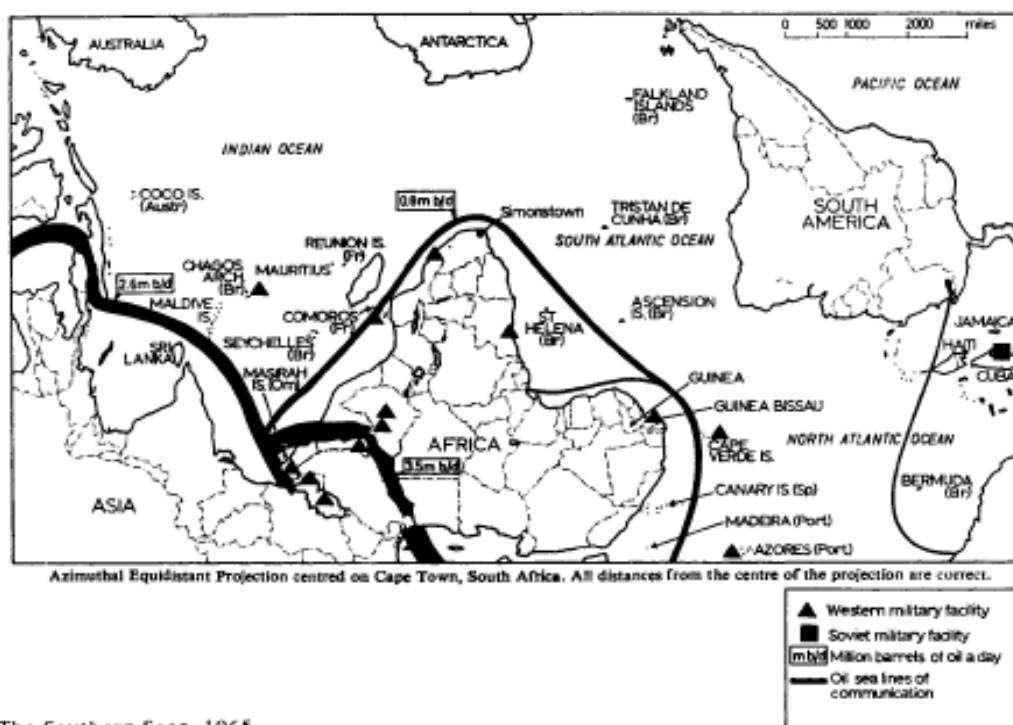 AUSTRALIA
ANTARCTICA
0 500 1000 2000 miles
PACIFIC OCEAN
FALKLAND
ISLANDS
(Br)
INDIAN OCEAN
COCO IS.
(Austr)
0.8m b/d
Simonstown
TRISTAN DE
CUNHA (Br)
SOUTH
AMERICA
SOUTH ATLANTIC OCEAN
REUNION IS.
(Fr)
MAURITIUS
CHAGOS
ARCH.
(Br)
2.6m b/d
MALDIVE
IS.
COMOROS
(Fr)
SEYCHELLES
(Br)
ST
HELENA
(Br)
ASCENSION
IS. (Br)
JAMAICA
HAITI
CUBA
SRI
LANKA
MASIRAH
IS. (Om)
GUINEA
GUINEA BISSAU
AFRICA
CAPE
VERDE IS.
NORTH ATLANTIC OCEAN
3.5m b/d
ASIA
CANARY IS. (Sp)
BERMUDA
(Br)
MADEIRA (Port)
AZORES (Port)
Azimuthal Equidistant Projection centred on Cape Town, South Africa. All distances from the centre of the projection are correct.
Western military facility
Soviet military facility
m b/d Million barrels of oil a day
Oil sea lines of
communication
The Southern Seas, 1965